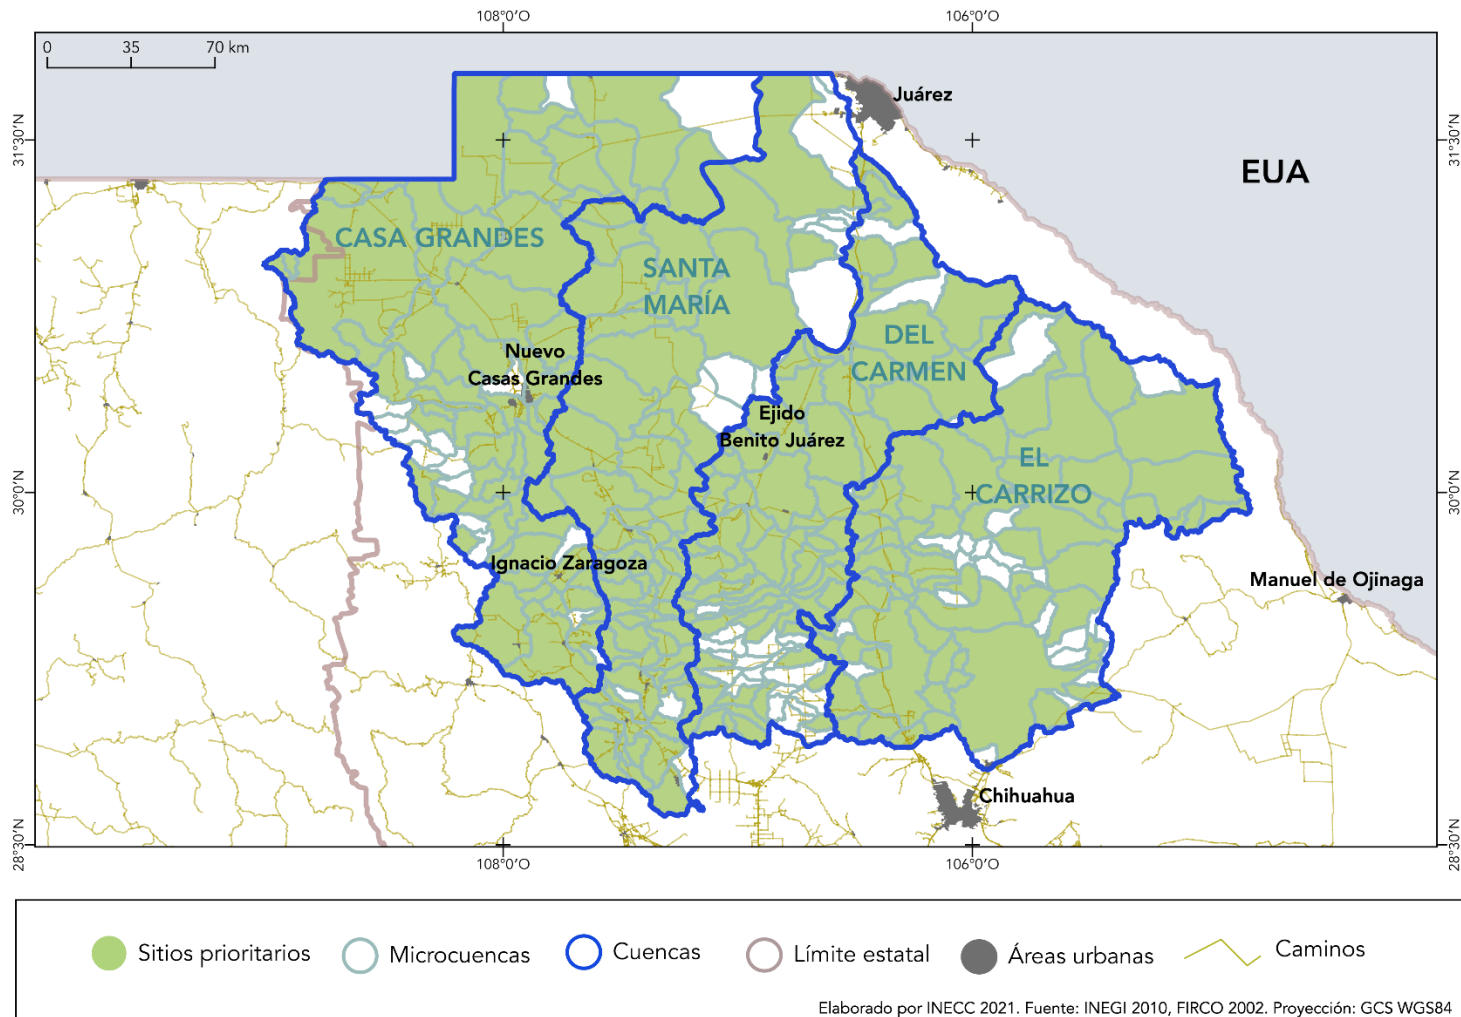 108°0′O
106°0′O
0
35
70 km
Juárez
31°30′N
31°30′N
EUA
CASA GRANDES
SANTA
MARÍA
DEL
CARMEN
Nuevo
Casas Grandes
Ejido
Benito Juárez
EL
CARRIZO
30°0′N
30°0′N
Ignacio Zaragoza
Manuel de Ojinaga
Chihuahua
28°30′N
28°30′N
108°0′O
106°0′O
Sitios prioritarios
Microcuencas
Cuencas
Límite estatal
Áreas urbanas
Caminos
Elaborado por INECC 2021. Fuente: INEGI 2010, FIRCO 2002. Proyección: GCS WGS84